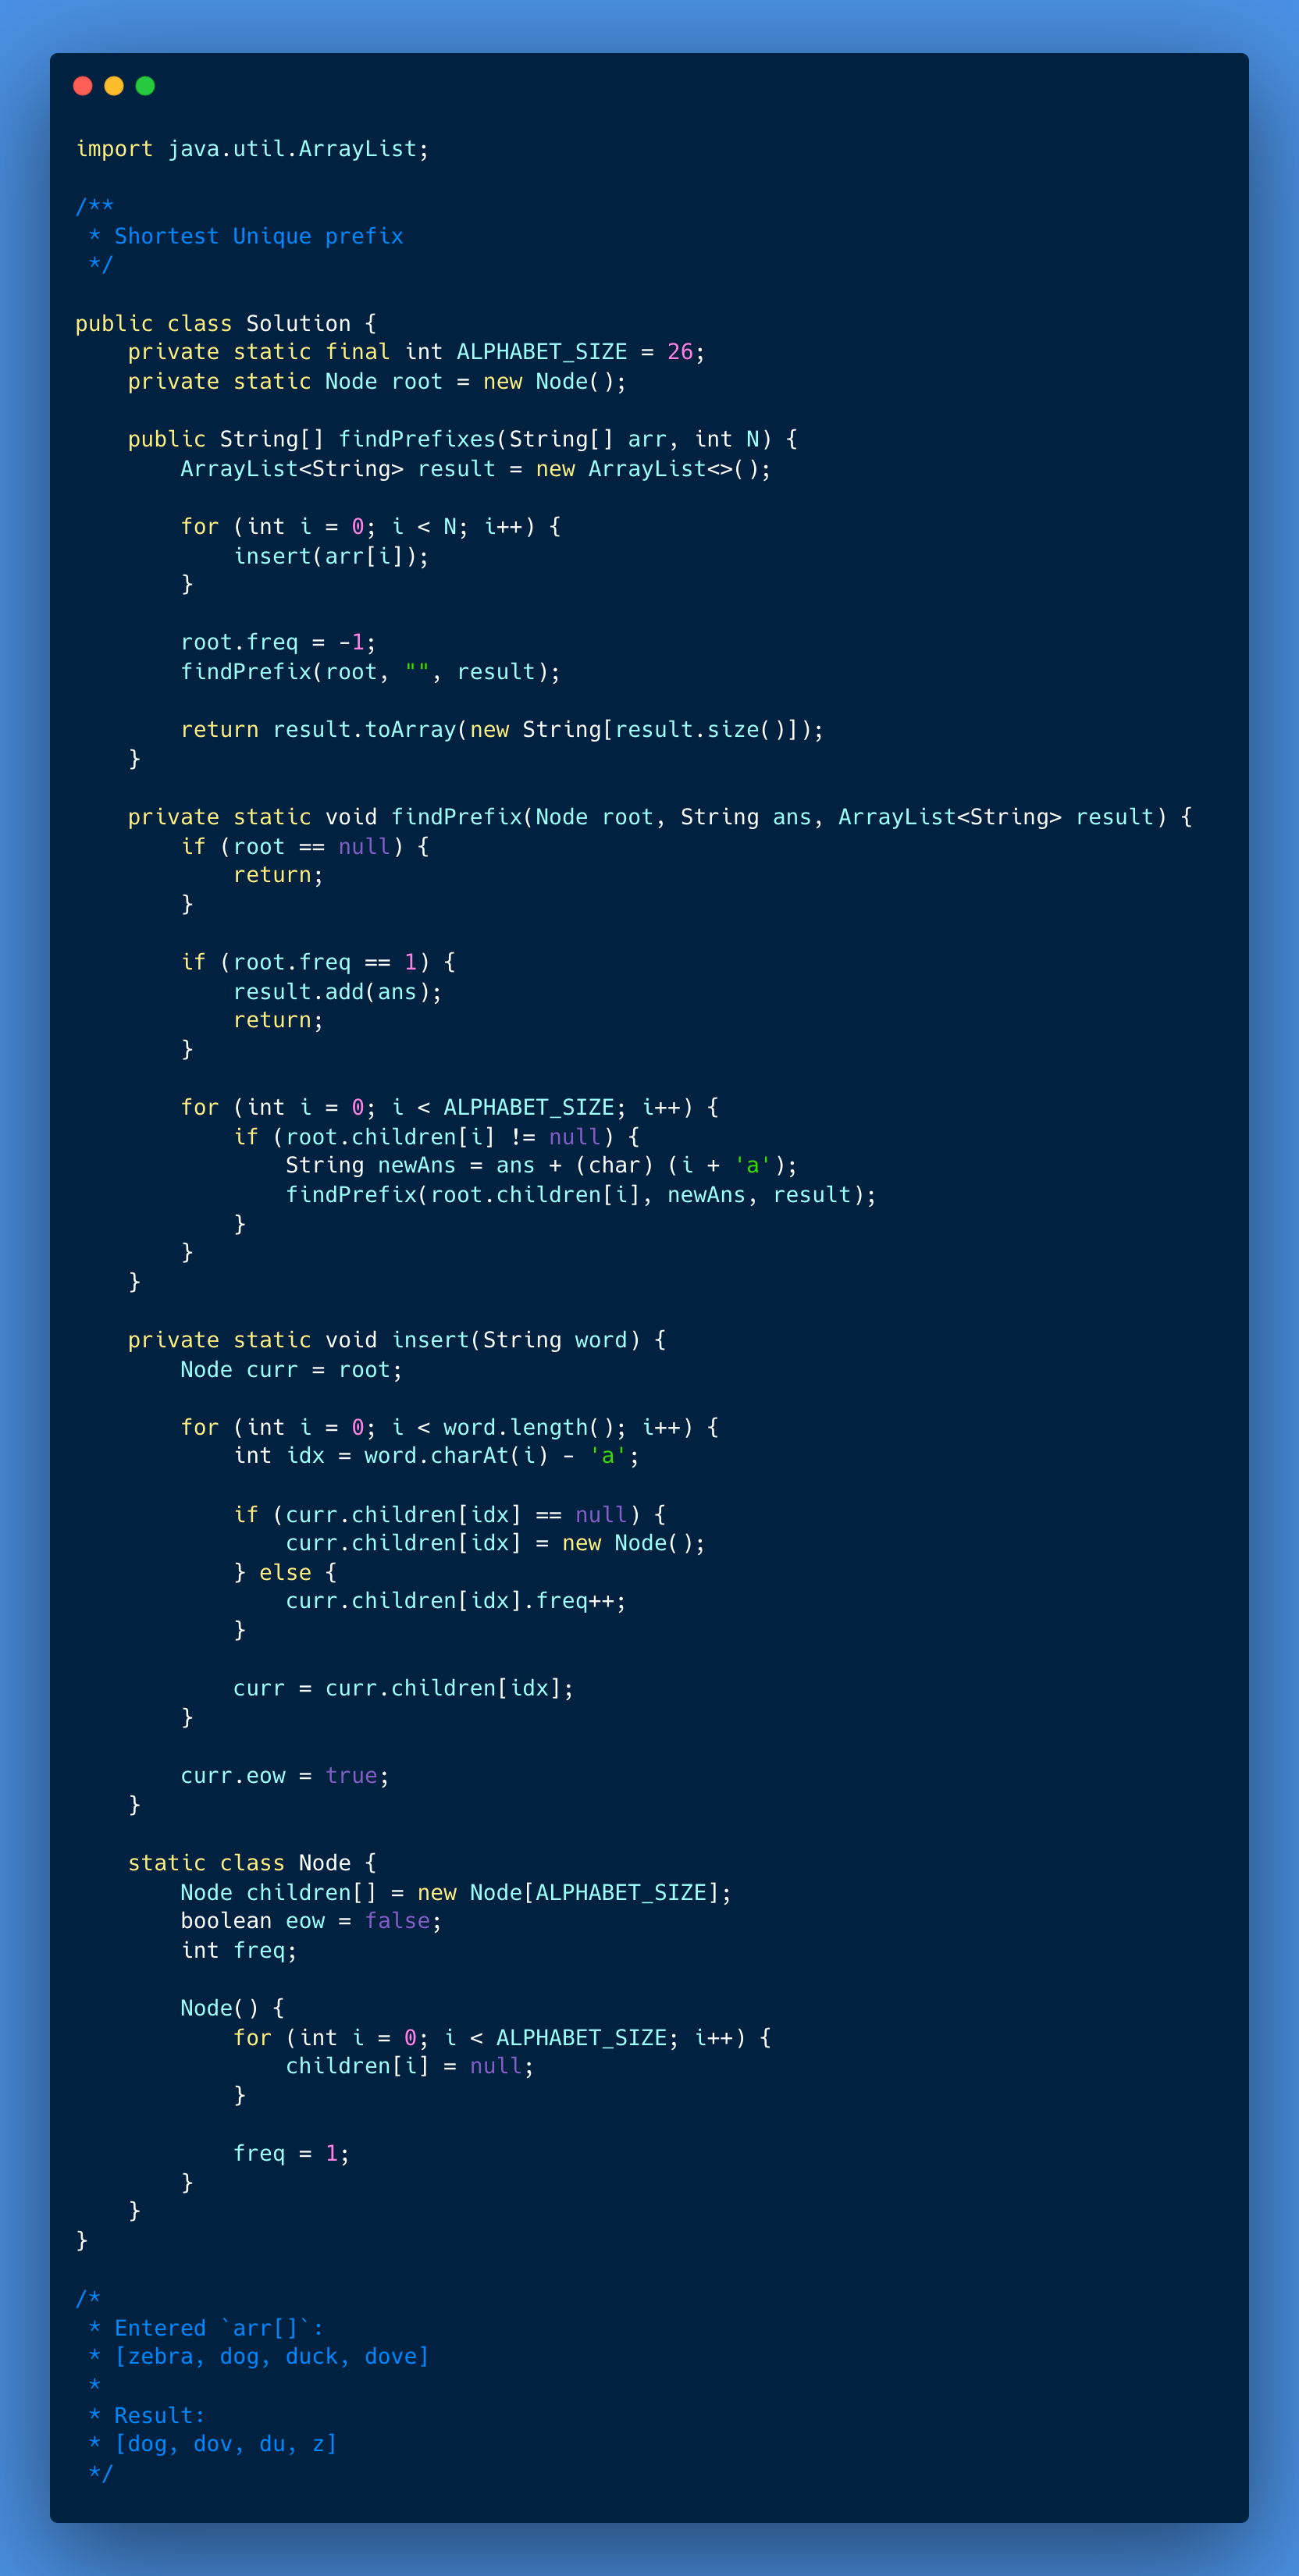 import java.util.ArrayList;

/**
 * Shortest Unique prefix
 */

public class Solution {
    private static final int ALPHABET_SIZE = 26;
    private static Node root = new Node();

    public String[] findPrefixes(String[] arr, int N) {
        ArrayList<String> result = new ArrayList<>();

        for (int i = 0; i < N; i++) {
            insert(arr[i]);
        }

        root.freq = -1;
        findPrefix(root, "", result);

        return result.toArray(new String[result.size()]);
    }

    private static void findPrefix(Node root, String ans, ArrayList<String> result) {
        if (root == null) {
            return;
        }

        if (root.freq == 1) {
            result.add(ans);
            return;
        }

        for (int i = 0; i < ALPHABET_SIZE; i++) {
            if (root.children[i] != null) {
                String newAns = ans + (char) (i + 'a');
                findPrefix(root.children[i], newAns, result);
            }
        }
    }

    private static void insert(String word) {
        Node curr = root;

        for (int i = 0; i < word.length(); i++) {
            int idx = word.charAt(i) - 'a';

            if (curr.children[idx] == null) {
                curr.children[idx] = new Node();
            } else {
                curr.children[idx].freq++;
            }

            curr = curr.children[idx];
        }

        curr.eow = true;
    }

    static class Node {
        Node children[] = new Node[ALPHABET_SIZE];
        boolean eow = false;
        int freq;

        Node() {
            for (int i = 0; i < ALPHABET_SIZE; i++) {
                children[i] = null;
            }

            freq = 1;
        }
    }
}

/*
 * Entered `arr[]`:
 * [zebra, dog, duck, dove]
 *
 * Result:
 * [dog, dov, du, z]
 */